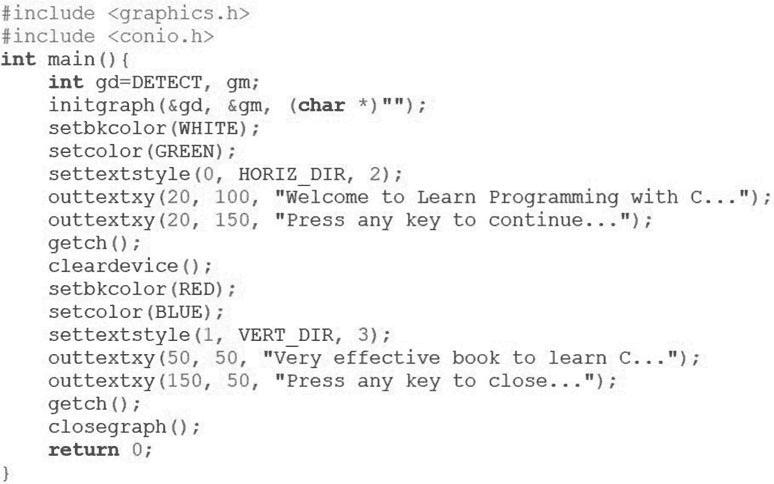 #include <graphics.h>
#include <conio.h>
int main(){
    int gd=DETECT, gm;
    initgraph(&gd, &gm, (char *)"");
    setbkcolor(WHITE);
    setcolor(GREEN);
    settextstyle(0, HORIZ_DIR, 2);
    outtextxy(20, 100, "Welcome to Learn Programming with C...");
    outtextxy(20, 150, "Press any key to continue...");
    getch();
    cleardevice();
    setbkcolor(RED);
    setcolor(BLUE);
    settextstyle(1, VERT_DIR, 3);
    outtextxy(50, 50, "Very effective book to learn C...");
    outtextxy(150, 50, "Press any key to close...");
    getch();
    closegraph();
    return 0;
}